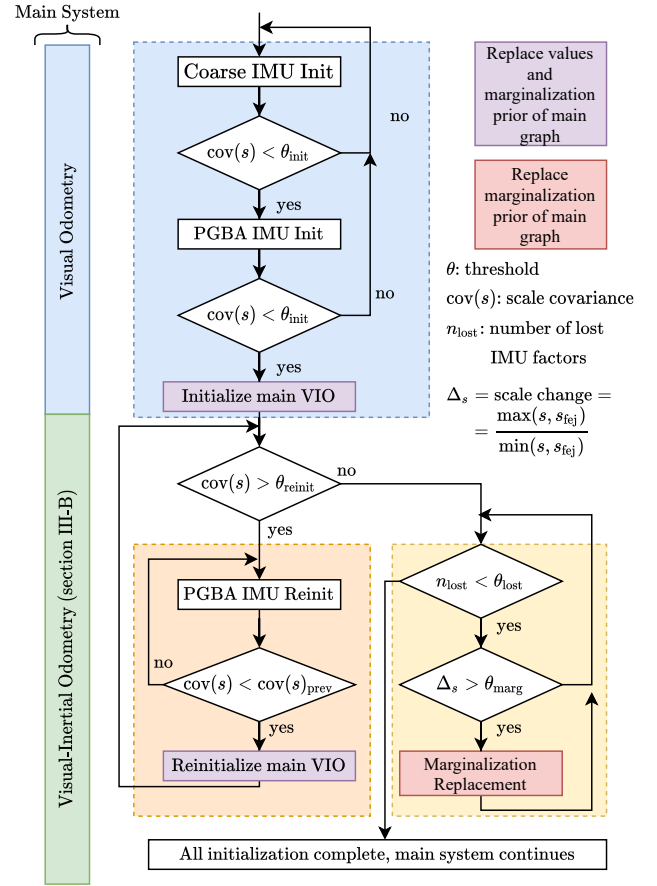 Main System
Visual Odometry
Visual-Inertial Odometry (section III-B)
Coarse IMU Init
cov(s) < θ_init
no
yes
PGBA IMU Init
cov(s) < θ_init
no
yes
Initialize main VIO
Replace values
and
marginalization
prior of main
graph
Replace
marginalization
prior of main
graph
θ: threshold
cov(s): scale covariance
n_lost: number of lost
IMU factors
Δ_s = scale change =
= max(s, s_fej)
min(s, s_fej)
cov(s) > θ_reinit
no
yes
PGBA IMU Reinit
cov(s) < cov(s)_prev
no
yes
Reinitialize main VIO
n_lost < θ_lost
yes
Δ_s > θ_marg
yes
Marginalization
Replacement
All initialization complete, main system continues